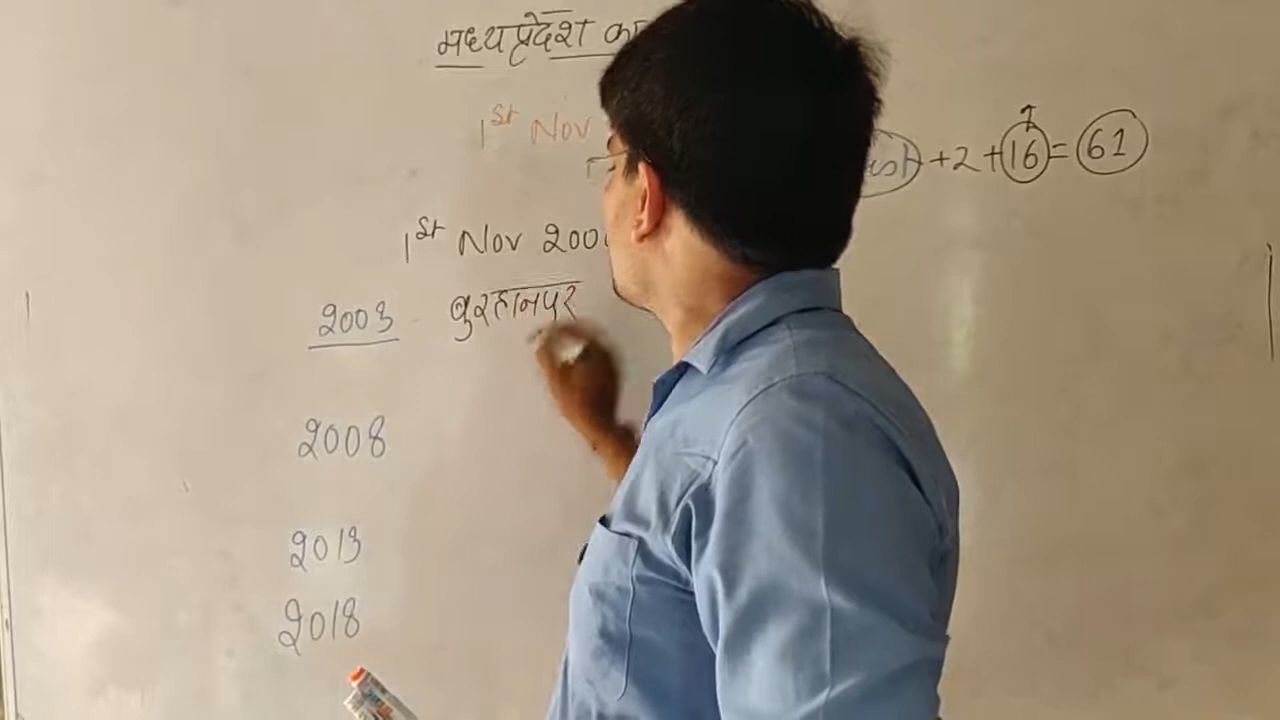 मध्यप्रदेश
1st Nov
+2+16=61
1st Nov 200
2003 - बुरहानपुर
2008
2013
2018